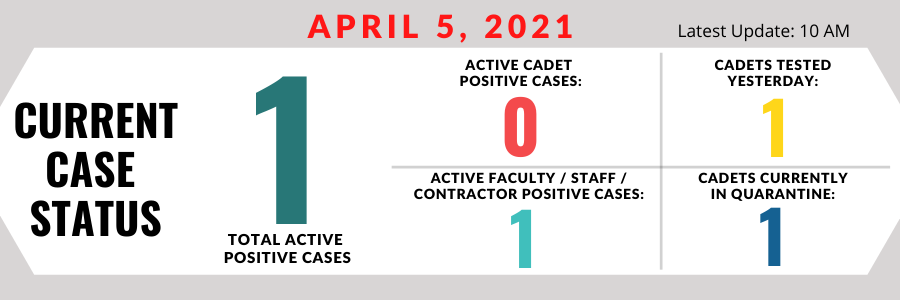 APRIL 5, 2021
Latest Update: 10 AM
CURRENT
CASE
STATUS
1
TOTAL ACTIVE
POSITIVE CASES
ACTIVE CADET
POSITIVE CASES:
0
CADETS TESTED
YESTERDAY:
1
ACTIVE FACULTY / STAFF /
CONTRACTOR POSITIVE CASES:
1
CADETS CURRENTLY
IN QUARANTINE:
1